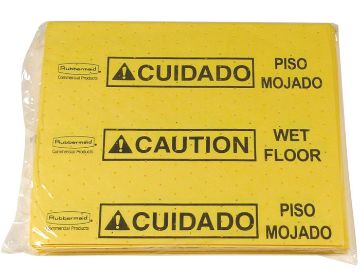 Rubbermaid
Commercial Products
CUIDADO
PISO
MOJADO
Rubbermaid
Commercial Products
CAUTION
WET
FLOOR
Rubbermaid
Commercial Products
CUIDADO
PISO
MOJADO